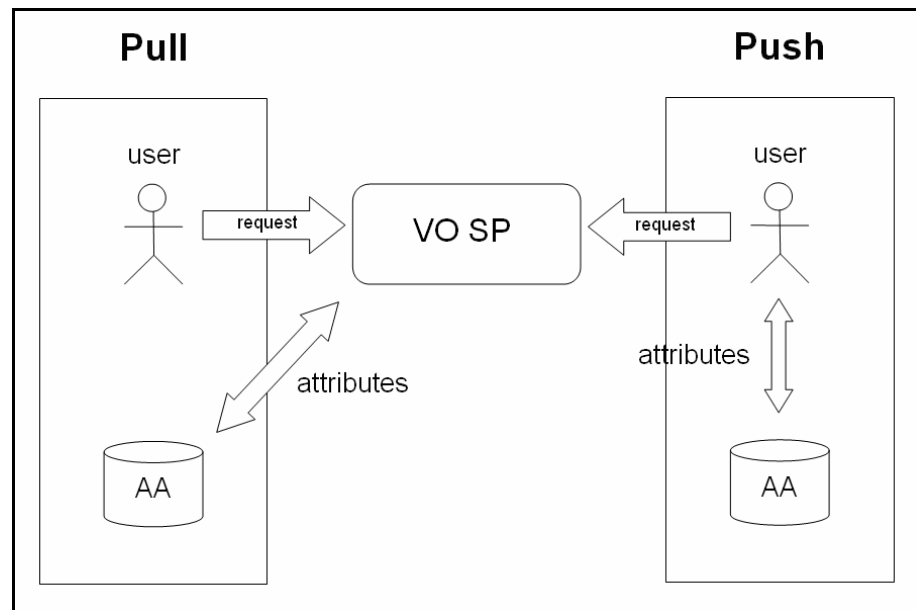 Pull
Push
user
user
request
VO SP
request
attributes
attributes
AA
AA